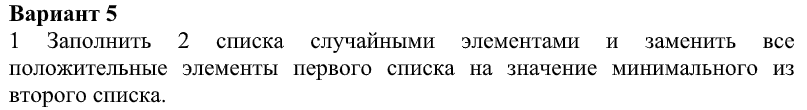 Вариант 5
1 Заполнить 2 списка случайными элементами и заменить все
положительные элементы первого списка на значение минимального из
второго списка.